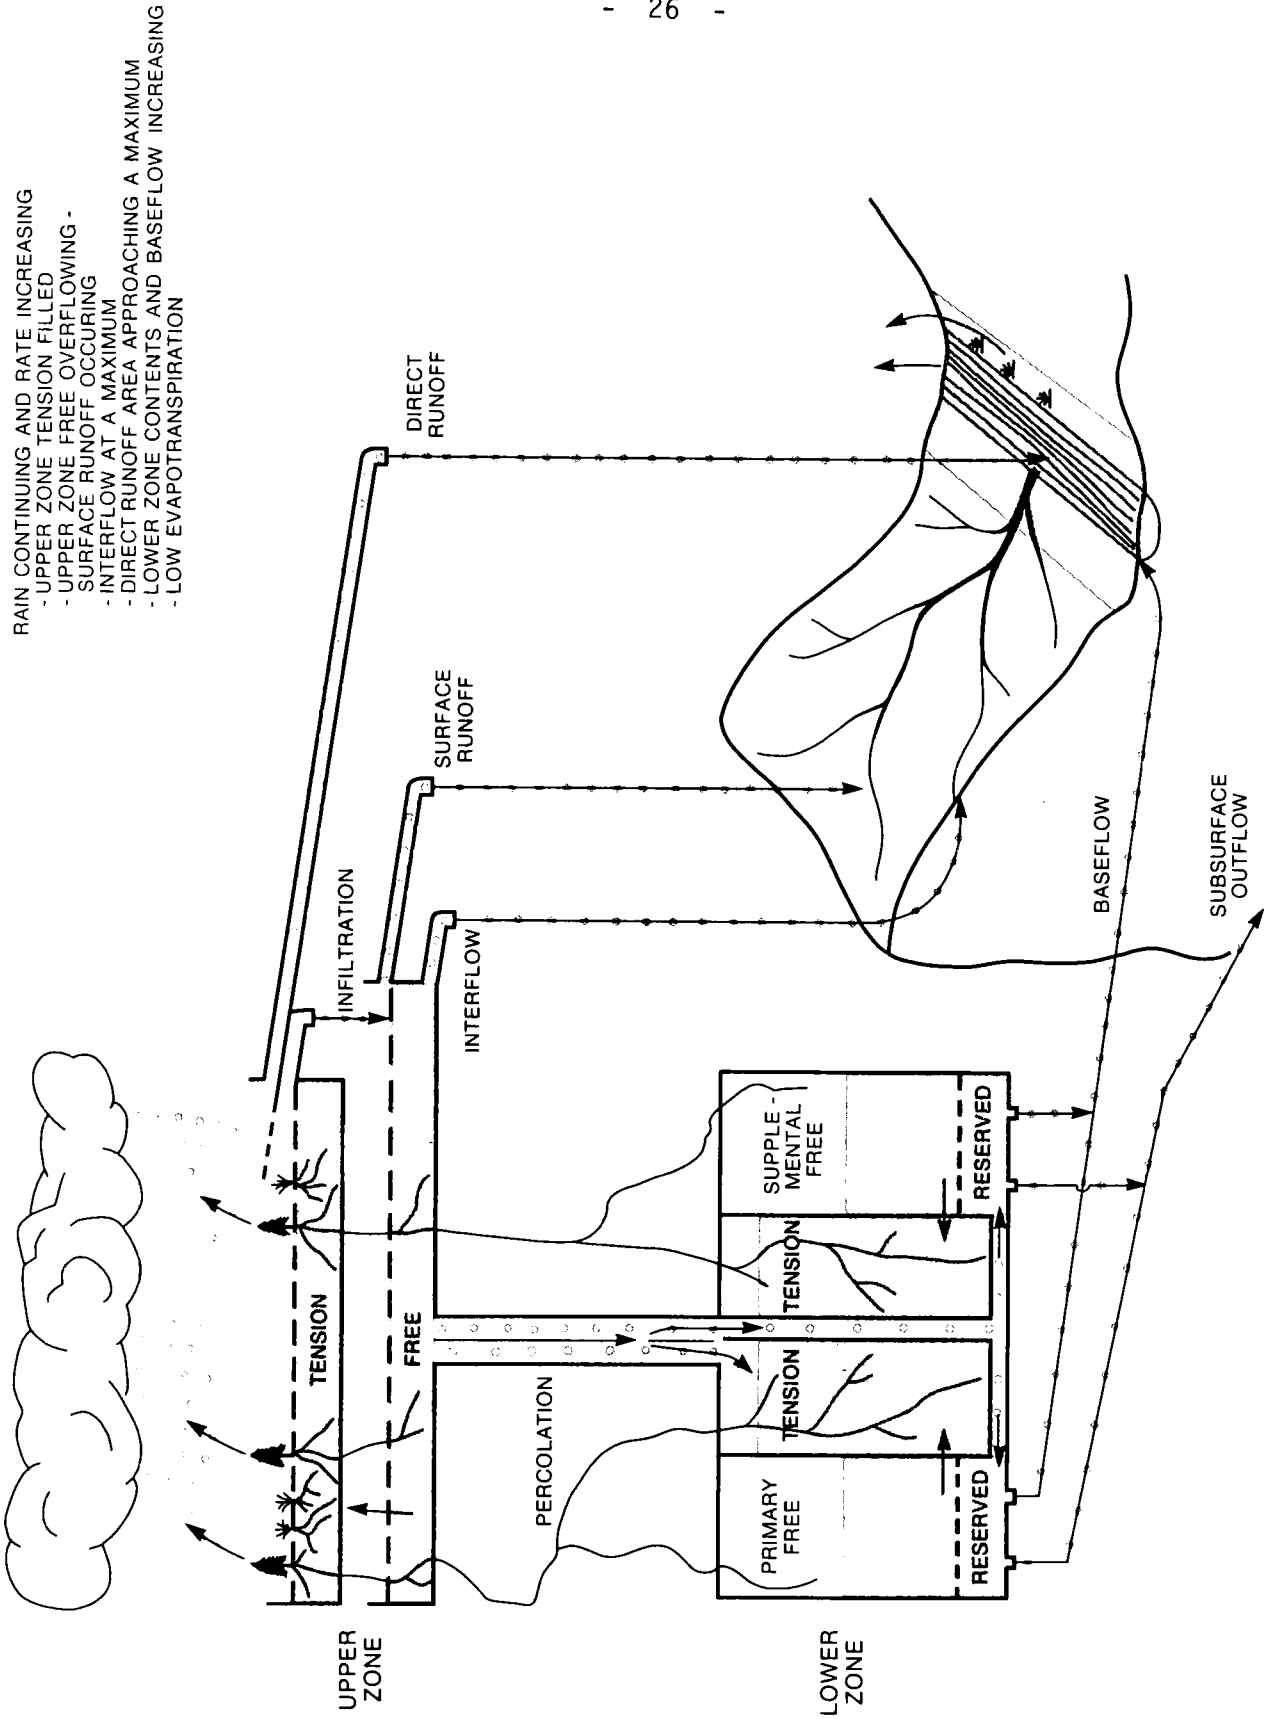 - 26 -
RAIN CONTINUING AND RATE INCREASING
- UPPER ZONE TENSION FILLED
- UPPER ZONE FREE OVERFLOWING -
SURFACE RUNOFF OCCURING
- INTERFLOW AT A MAXIMUM
- DIRECT RUNOFF AREA APPROACHING A MAXIMUM
- LOWER ZONE CONTENTS AND BASEFLOW INCREASING
- LOW EVAPOTRANSPIRATION
UPPER
ZONE
TENSION
FREE
INFILTRATION
DIRECT
RUNOFF
SURFACE
RUNOFF
INTERFLOW
PERCOLATION
LOWER
ZONE
PRIMARY
FREE
RESERVED
TENSION
TENSION
SUPPLE -
MENTAL
FREE
RESERVED
BASEFLOW
SUBSURFACE
OUTFLOW